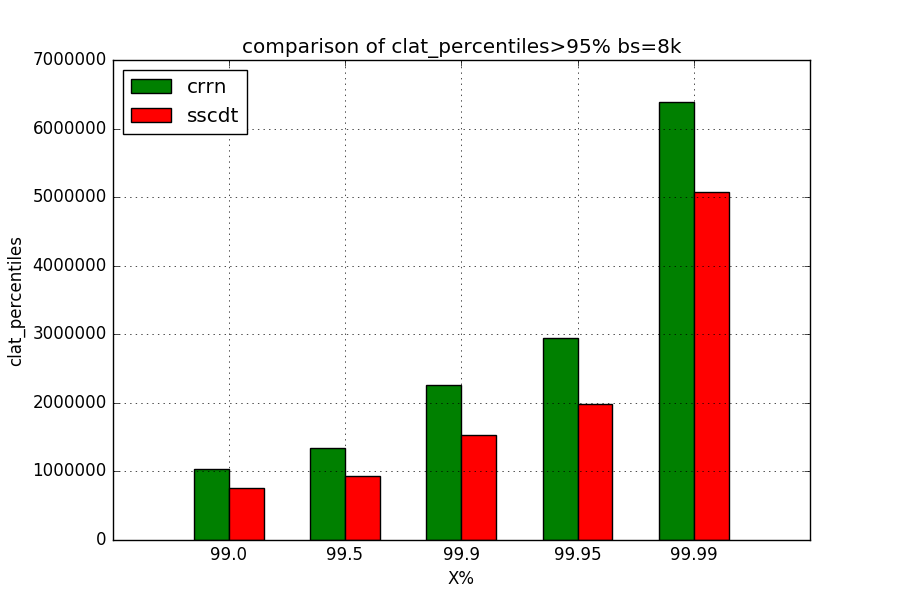 comparison of clat_percentiles>95% bs=8k
7000000
6000000
5000000
4000000
3000000
2000000
1000000
0
clat_percentiles
crrn
sscdt
99.0 99.5 99.9 99.95 99.99
X%